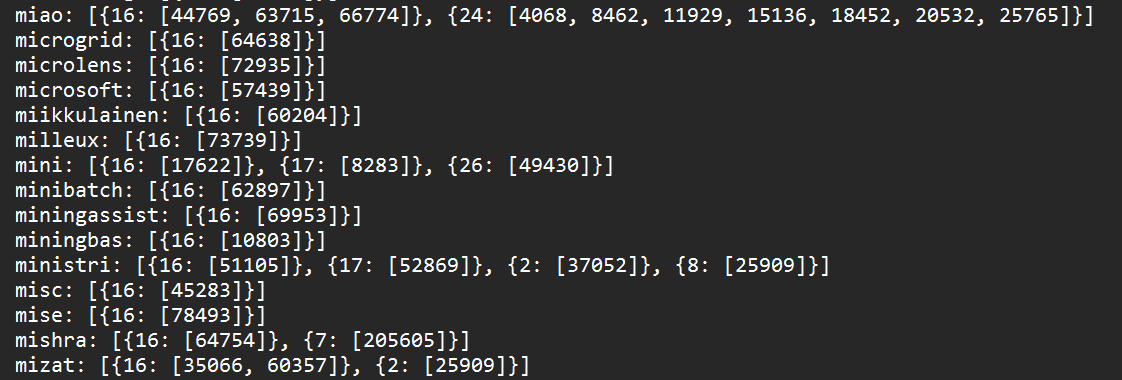 miao: [{16: [44769, 63715, 66774]}, {24: [4068, 8462, 11929, 15136, 18452, 20532, 25765]}]
microgrid: [{16: [64638]}]
microlens: [{16: [72935]}]
microsoft: [{16: [57439]}]
miikkulainen: [{16: [60204]}]
milleux: [{16: [73739]}]
mini: [{16: [17622]}, {17: [8283]}, {26: [49430]}]
minibatch: [{16: [62897]}]
miningassist: [{16: [69953]}]
miningbas: [{16: [10803]}]
ministri: [{16: [51105]}, {17: [52869]}, {2: [37052]}, {8: [25909]}]
misc: [{16: [45283]}]
mise: [{16: [78493]}]
mishra: [{16: [64754]}, {7: [205605]}]
mizat: [{16: [35066, 60357]}, {2: [25909]}]